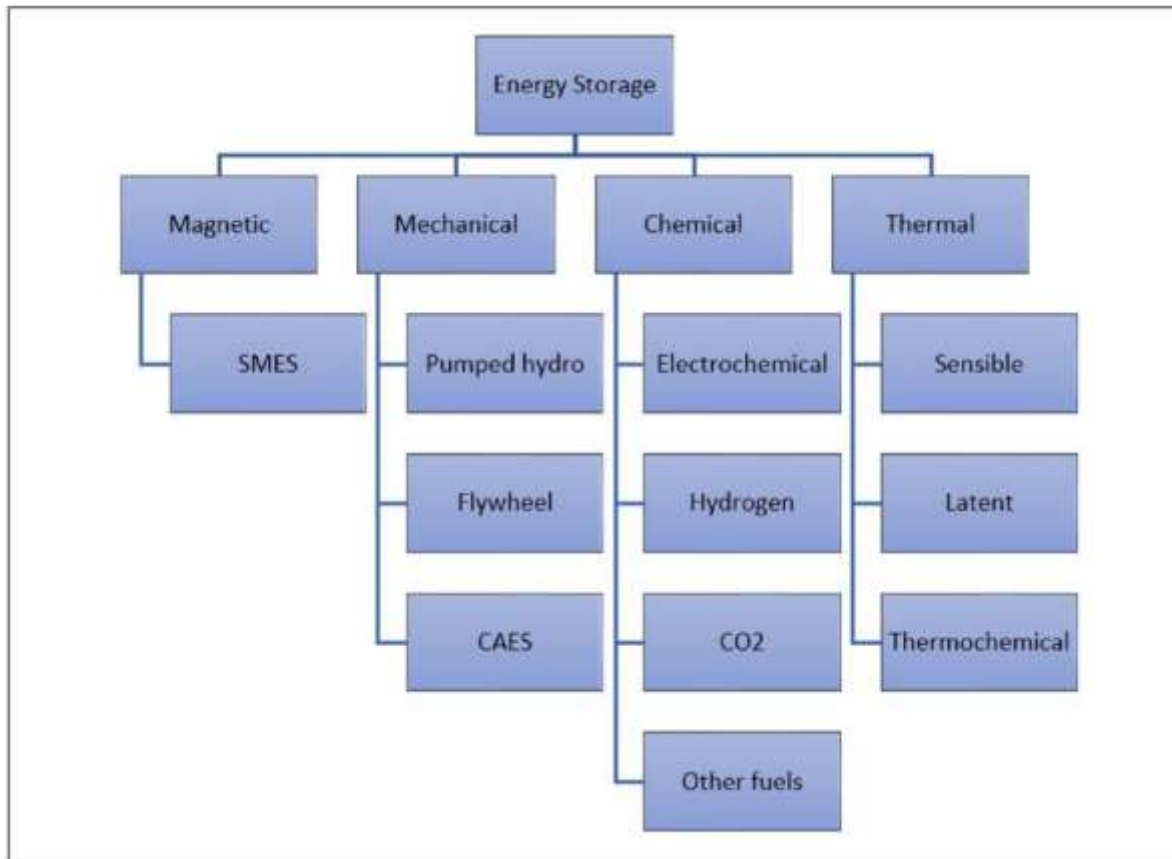 Energy Storage
Magnetic
Mechanical
Chemical
Thermal
SMES
Pumped hydro
Electrochemical
Sensible
Flywheel
Hydrogen
Latent
CAES
CO2
Thermochemical
Other fuels